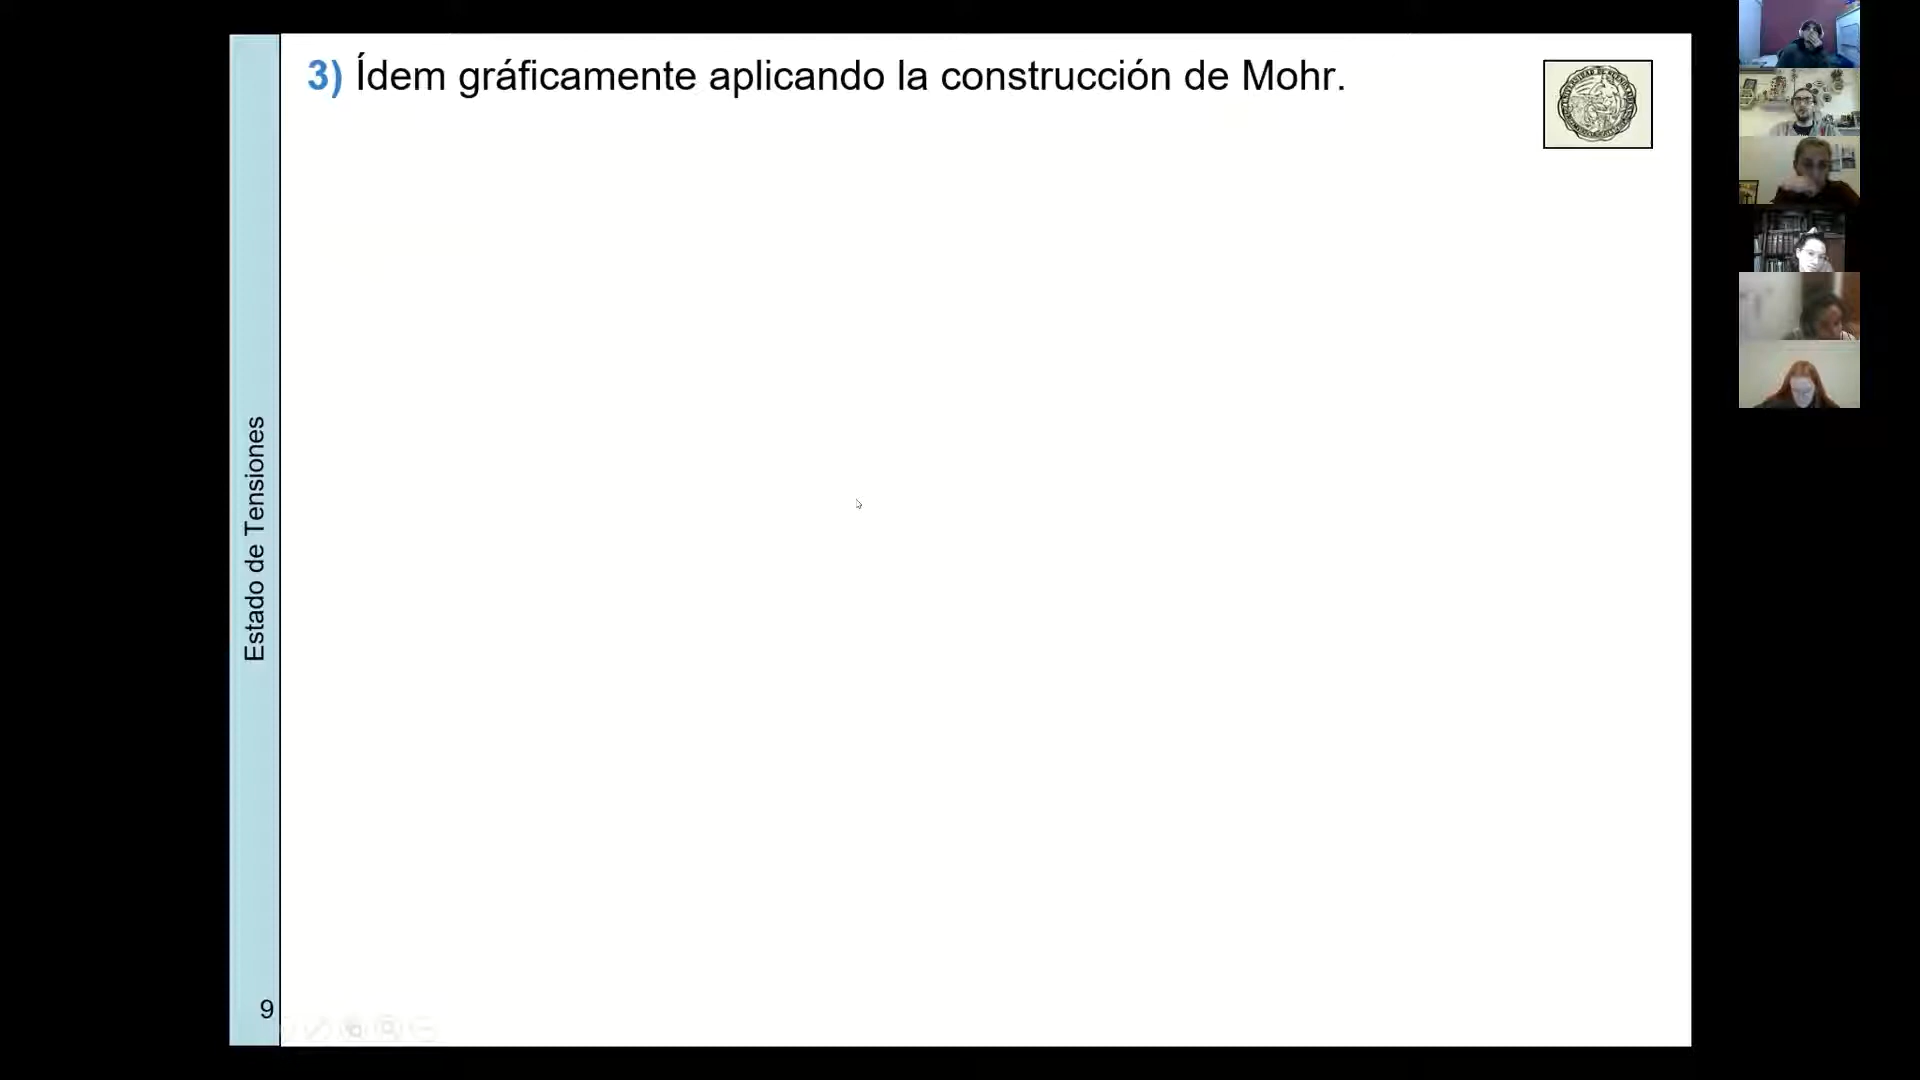 3) Ídem gráficamente aplicando la construcción de Mohr.
Estado de Tensiones
9